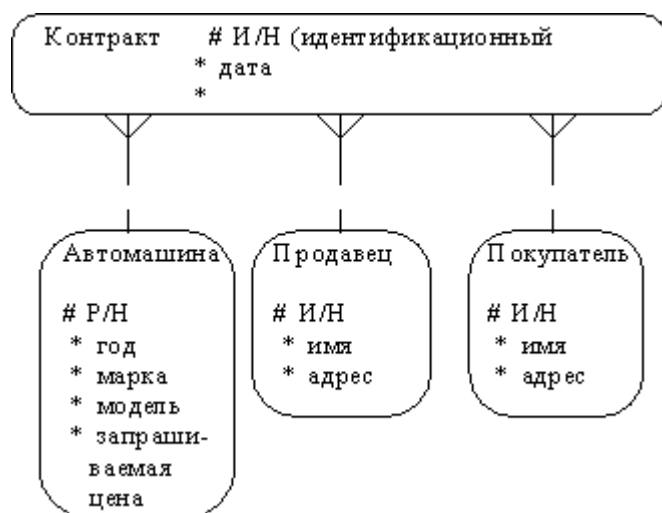 Контракт # И/Н (идентификационный
* дата
*
Автомашина
# Р/Н
* год
* марка
* модель
* запраши-
ваемая
цена
Продавец
# И/Н
* имя
* адрес
Покупатель
# И/Н
* имя
* адрес